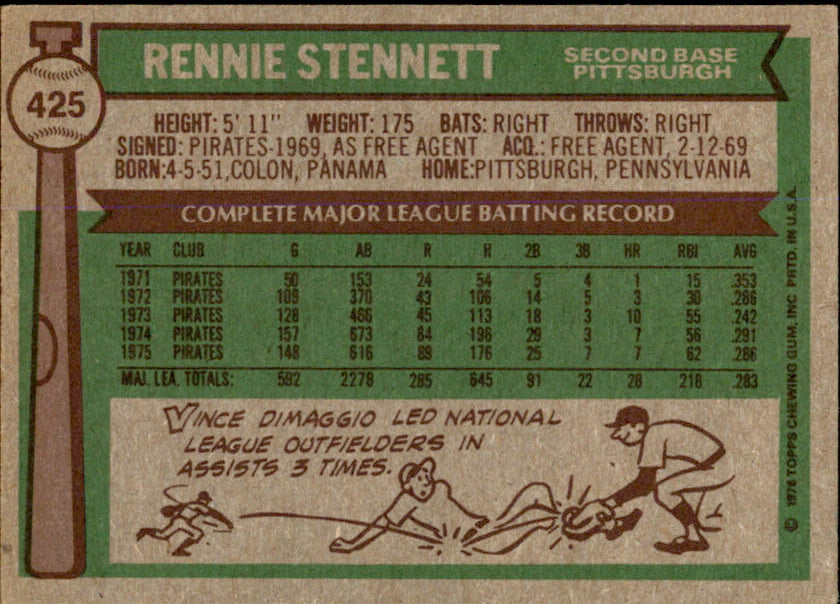 425
RENNIE STENNETT
SECOND BASE
PITTSBURGH
HEIGHT: 5' 11" WEIGHT: 175 BATS: RIGHT THROWS: RIGHT
SIGNED: PIRATES-1969, AS FREE AGENT ACQ.: FREE AGENT, 2-12-69
BORN:4-5-51,COLON, PANAMA HOME:PITTSBURGH, PENNSYLVANIA
COMPLETE MAJOR LEAGUE BATTING RECORD
YEAR CLUB G AB R H 2B 3B HR RBI AVG
1971 PIRATES 50 153 24 54 5 4 1 15 .353
1972 PIRATES 109 370 43 106 14 5 3 30 .286
1973 PIRATES 128 466 45 113 18 3 10 55 .242
1974 PIRATES 157 673 84 196 29 3 7 56 .291
1975 PIRATES 148 616 89 176 25 7 7 62 .286
MAJ. LEA. TOTALS: 592 2278 285 645 91 22 28 218 .283
VINCE DIMAGGIO LED NATIONAL
LEAGUE OUTFIELDERS IN
ASSISTS 3 TIMES.
© 1976 TOPPS CHEWING GUM, INC PRTD. IN U.S.A.